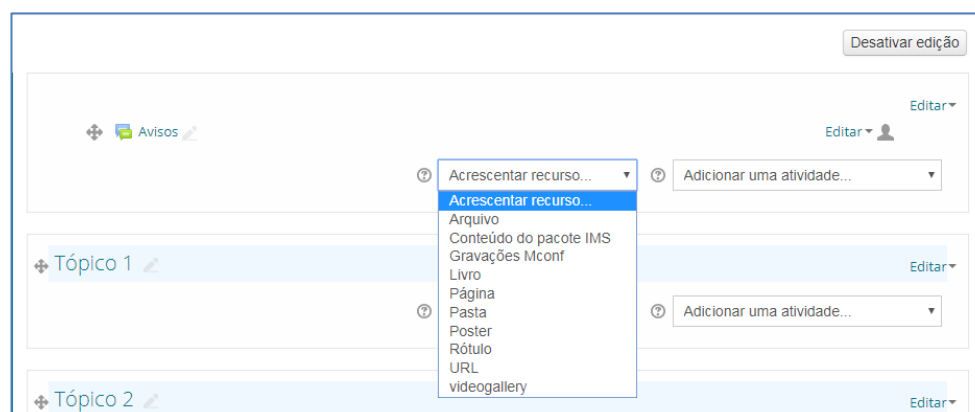 Desativar edição
Editar
Avisos Editar
Acrescentar recurso... Adicionar uma atividade...
Acrescentar recurso...
Arquivo
Conteúdo do pacote IMS
Gravações Mconf
Livro
Página
Pasta
Poster
Rótulo
URL
videogallery
Tópico 1 Editar
Adicionar uma atividade...
Tópico 2 Editar